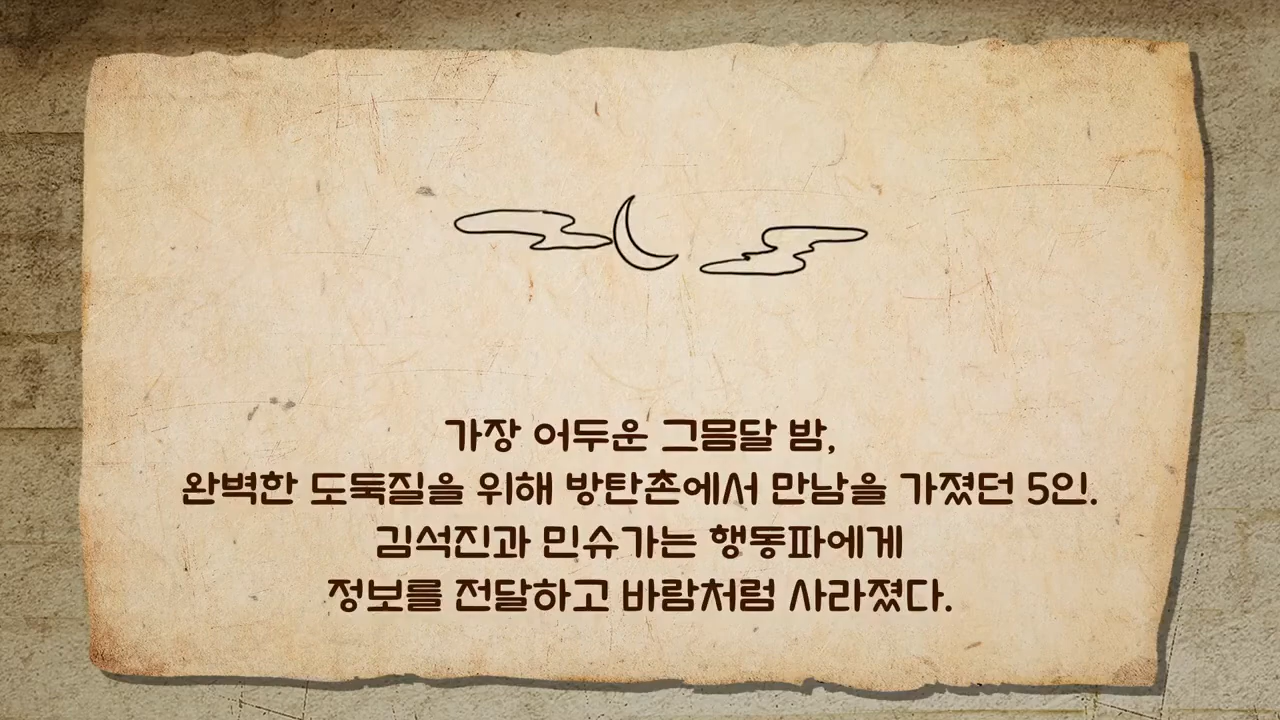 가장 어두운 그믐달 밤,
완벽한 도둑질을 위해 방탄촌에서 만남을 가졌던 5인.
김석진과 민슈가는 행동파에게
정보를 전달하고 바람처럼 사라졌다.